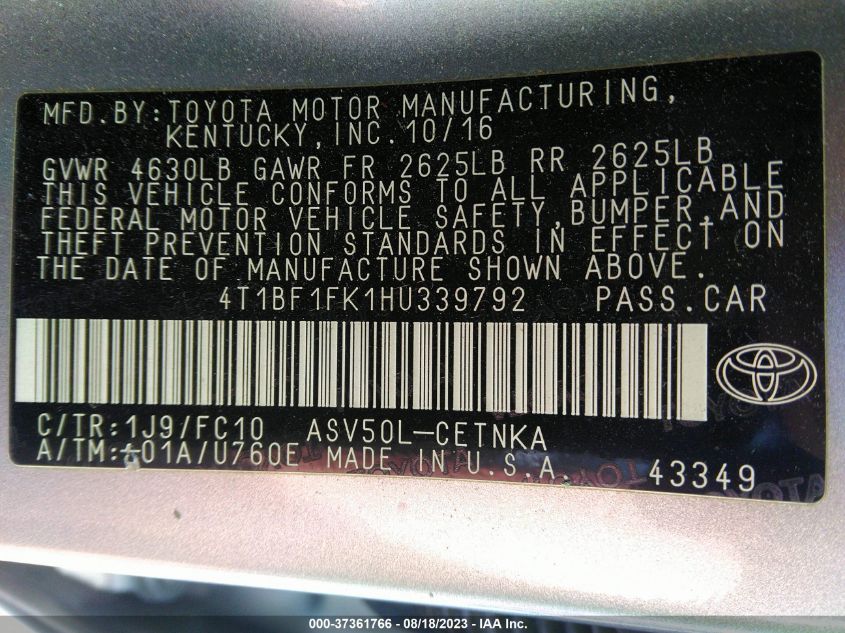 MFD.BY:TOYOTA MOTOR MANUFACTURING,
KENTUCKY,INC.10/16
GVWR 4630LB GAWR FR 2625LB RR 2625LB
THIS VEHICLE CONFORMS TO ALL APPLICABLE
FEDERAL MOTOR VEHICLE SAFETY,BUMPER,AND
THEFT PREVENTION STANDARDS IN EFFECT ON
THE DATE OF MANUFACTURE SHOWN ABOVE.
4T1BF1FK1HU339792 PASS.CAR
C/TR:1J9/FC10 ASV50L-CETNKA
A/TM:-01A/U760E MADE IN U.S.A. 43349
TOYOTA
000-37361766 - 08/18/2023 - IAA Inc.